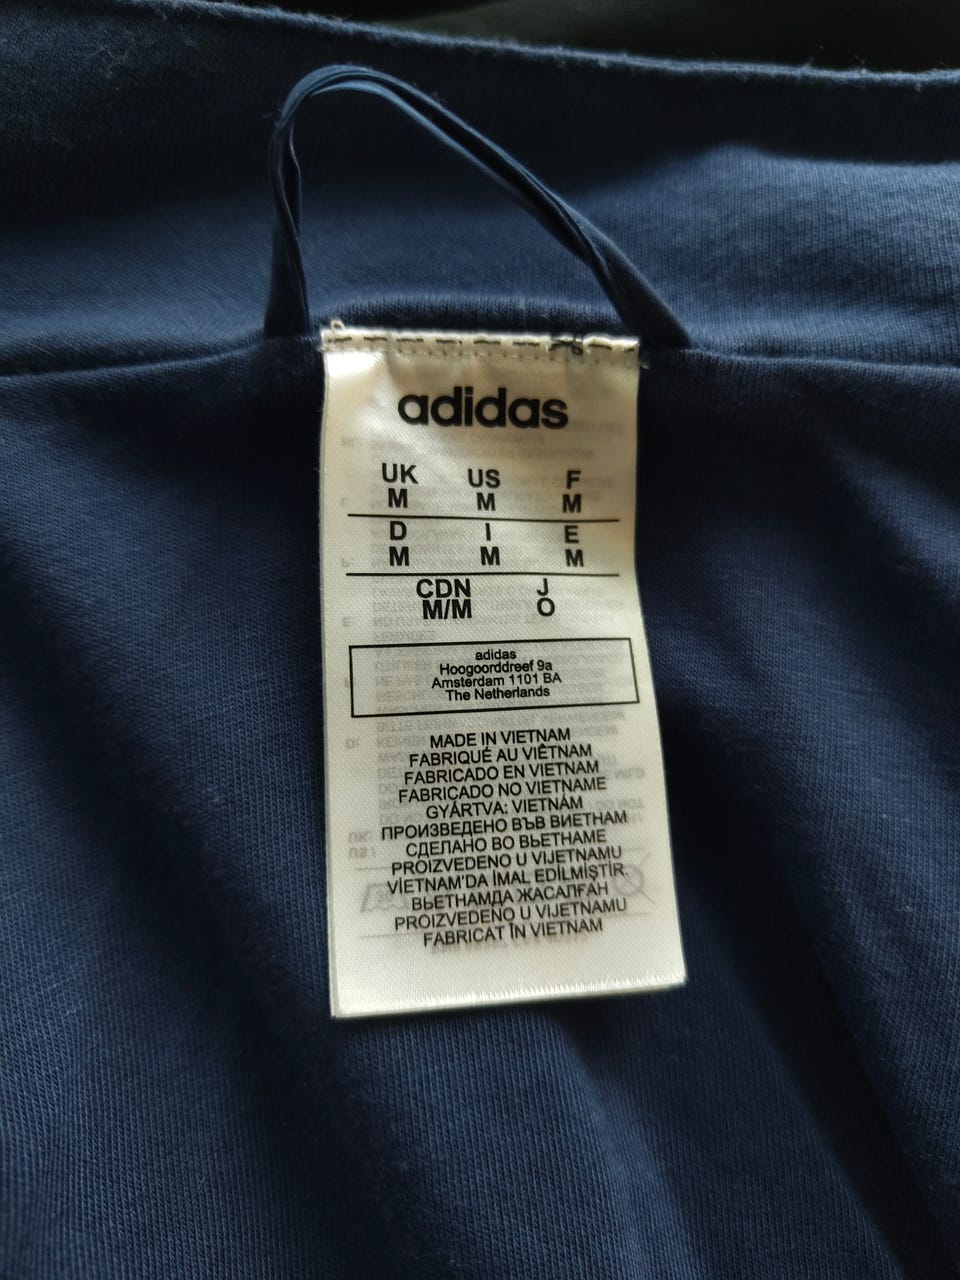 adidas
UK US F
M M M
D I E
M M M
CDN J
M/M O
adidas
Hoogoorddreef 9a
Amsterdam 1101 BA
The Netherlands
MADE IN VIETNAM
FABRIQUÉ AU VIÊTNAM
FABRICADO EN VIETNAM
FABRICADO NO VIETNAME
GYÁRTVA: VIETNÁM
ПРОИЗВЕДЕНО ВЪВ ВИЕТНАМ
СДЕЛАНО ВО ВЬЕТНАМЕ
PROIZVEDENO U VIJETNAMU
VİETNAM'DA İMAL EDİLMİŞTİR.
ВЬЕТНАМДА ЖАСАЛҒАН
PROIZVEDENO U VIJETNAMU
FABRICAT ÎN VIETNAM